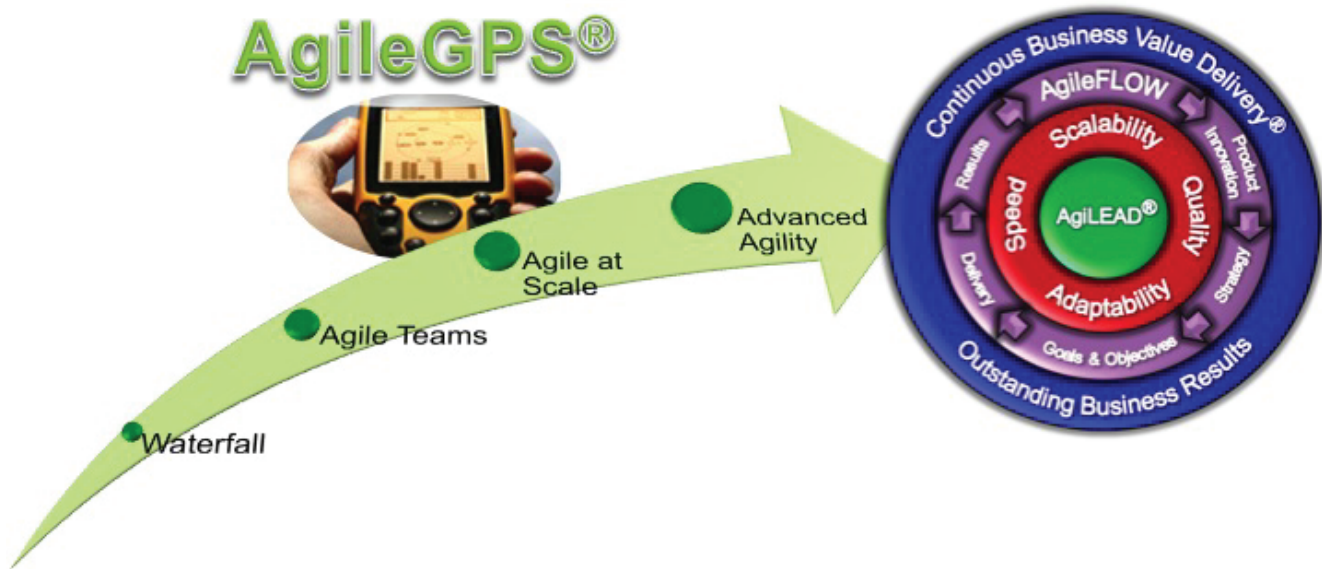 AgileGPS®
Waterfall
Agile Teams
Agile at
Scale
Advanced
Agility
Continuous Business Value Delivery®
Outstanding Business Results
AgileFLOW
Product
Innovation
Strategy
Goals & Objectives
Delivery
Results
Scalability
Quality
Adaptability
Speed
AgiLEAD®